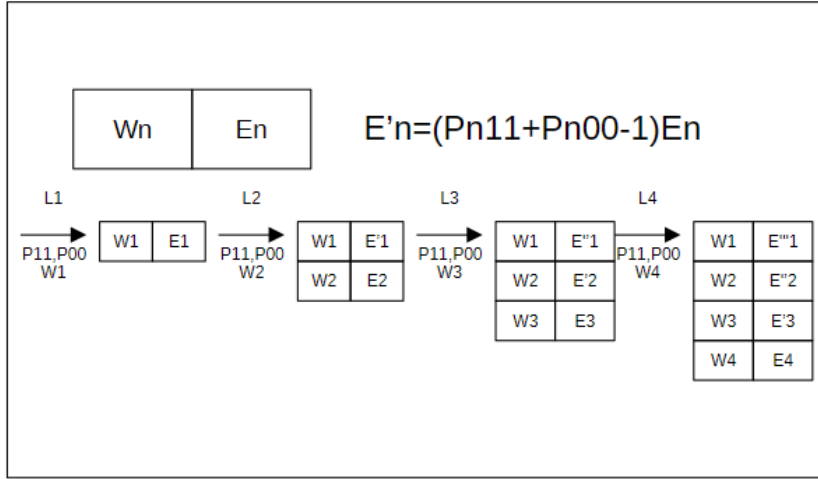 Wn En E’n=(Pn11+Pn00-1)En
L1 L2 L3 L4
P11,P00 W1 E1 P11,P00 W1 E’1 P11,P00 W1 E"1 P11,P00 W1 E"'1
W1 W2 W3 W4
W2 E2 W2 E’2 W2 E"2
W3 E3 W3 E’3
W4 E4